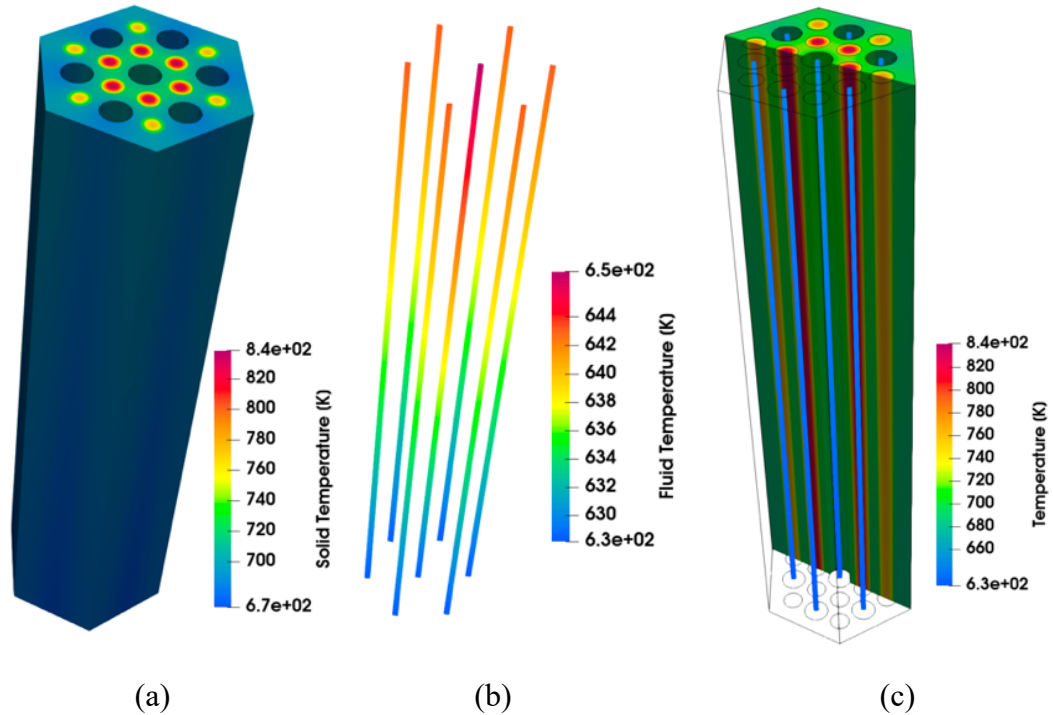 8.4e+02
820
800
780
760
740
720
700
6.7e+02
Solid Temperature (K)
6.5e+02
644
642
640
638
636
634
632
630
6.3e+02
Fluid Temperature (K)
8.4e+02
820
800
780
760
740
720
700
680
660
6.3e+02
Temperature (K)
(a)
(b)
(c)